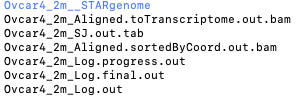 Ovcar4_2m__STARgenome
Ovcar4_2m_Aligned.toTranscriptome.out.bam
Ovcar4_2m_SJ.out.tab
Ovcar4_2m_Aligned.sortedByCoord.out.bam
Ovcar4_2m_Log.progress.out
Ovcar4_2m_Log.final.out
Ovcar4_2m_Log.out